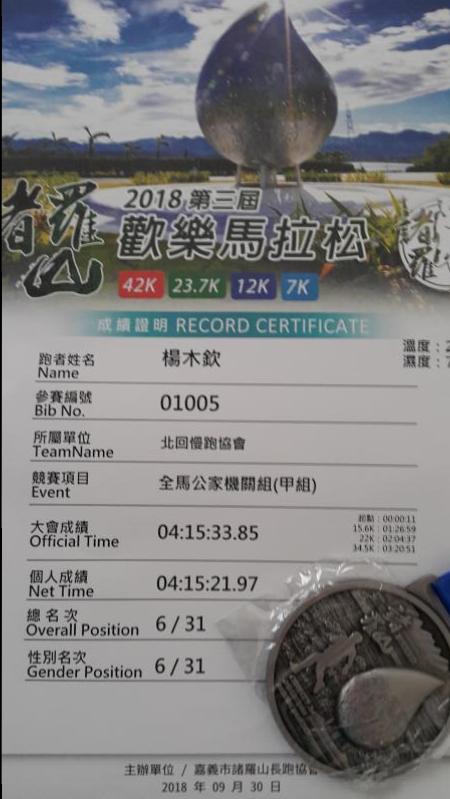 2018 第三屆
羅
山
歡樂馬拉松
諸羅
42K 23.7K 12K 7K
成績證明 RECORD CERTIFICATE
溫度：2
濕度：7
跑者姓名 楊木欽
Name
參賽編號 01005
Bib No.
所屬單位 北回慢跑協會
TeamName
競賽項目 全馬公家機關組(甲組)
Event
大會成績 04:15:33.85
Official Time
起點：00:00:11
15.6K：01:26:59
22K：02:04:37
34.5K：03:20:51
個人成績 04:15:21.97
Net Time
總名次 6 / 31
Overall Position
性別名次 6 / 31
Gender Position
主辦單位 / 嘉義市諸羅山長跑協
2018 年 09 月 30 日